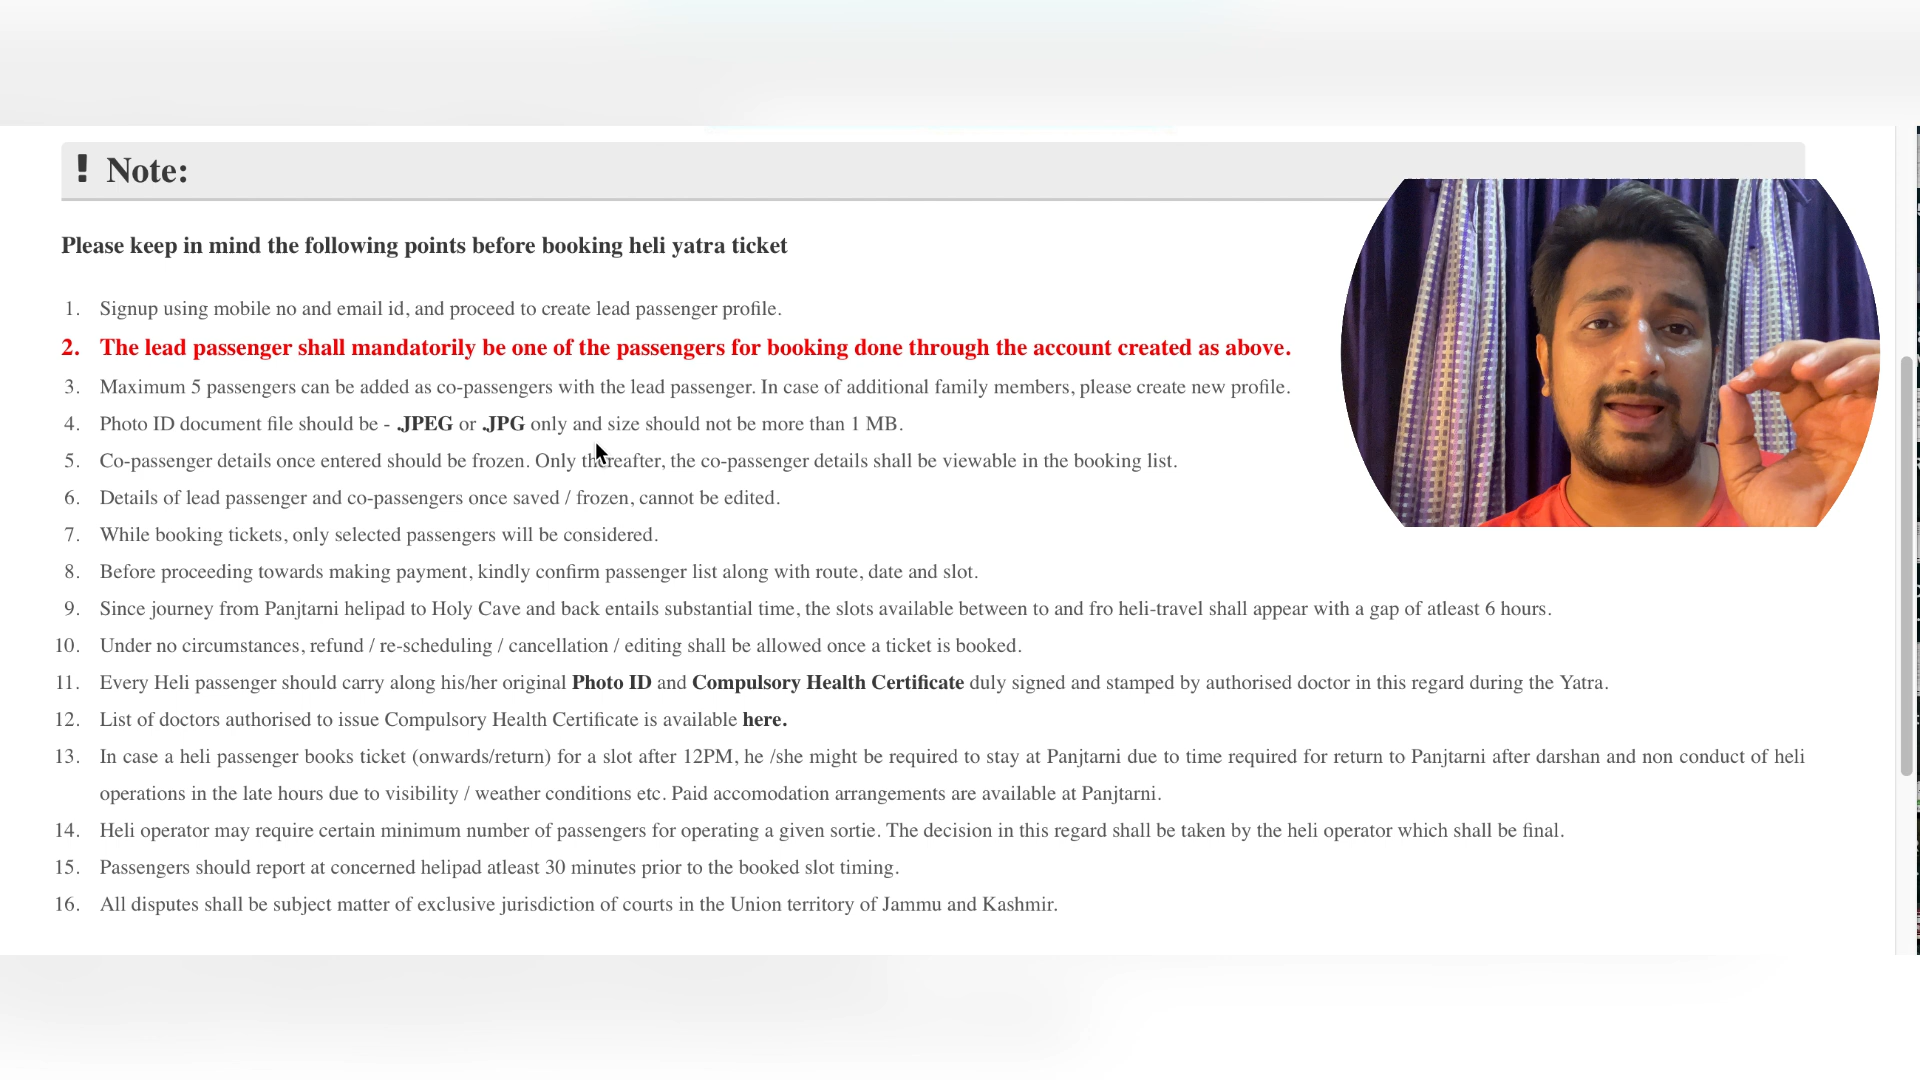 ! Note:
Please keep in mind the following points before booking heli yatra ticket
1. Signup using mobile no and email id, and proceed to create lead passenger profile.
2. The lead passenger shall mandatorily be one of the passengers for booking done through the account created as above.
3. Maximum 5 passengers can be added as co-passengers with the lead passenger. In case of additional family members, please create new profile.
4. Photo ID document file should be - .JPEG or .JPG only and size should not be more than 1 MB.
5. Co-passenger details once entered should be frozen. Only thereafter, the co-passenger details shall be viewable in the booking list.
6. Details of lead passenger and co-passengers once saved / frozen, cannot be edited.
7. While booking tickets, only selected passengers will be considered.
8. Before proceeding towards making payment, kindly confirm passenger list along with route, date and slot.
9. Since journey from Panjtarni helipad to Holy Cave and back entails substantial time, the slots available between to and fro heli-travel shall appear with a gap of atleast 6 hours.
10. Under no circumstances, refund / re-scheduling / cancellation / editing shall be allowed once a ticket is booked.
11. Every Heli passenger should carry along his/her original Photo ID and Compulsory Health Certificate duly signed and stamped by authorised doctor in this regard during the Yatra.
12. List of doctors authorised to issue Compulsory Health Certificate is available here.
13. In case a heli passenger books ticket (onwards/return) for a slot after 12PM, he /she might be required to stay at Panjtarni due to time required for return to Panjtarni after darshan and non conduct of heli
operations in the late hours due to visibility / weather conditions etc. Paid accomodation arrangements are available at Panjtarni.
14. Heli operator may require certain minimum number of passengers for operating a given sortie. The decision in this regard shall be taken by the heli operator which shall be final.
15. Passengers should report at concerned helipad atleast 30 minutes prior to the booked slot timing.
16. All disputes shall be subject matter of exclusive jurisdiction of courts in the Union territory of Jammu and Kashmir.